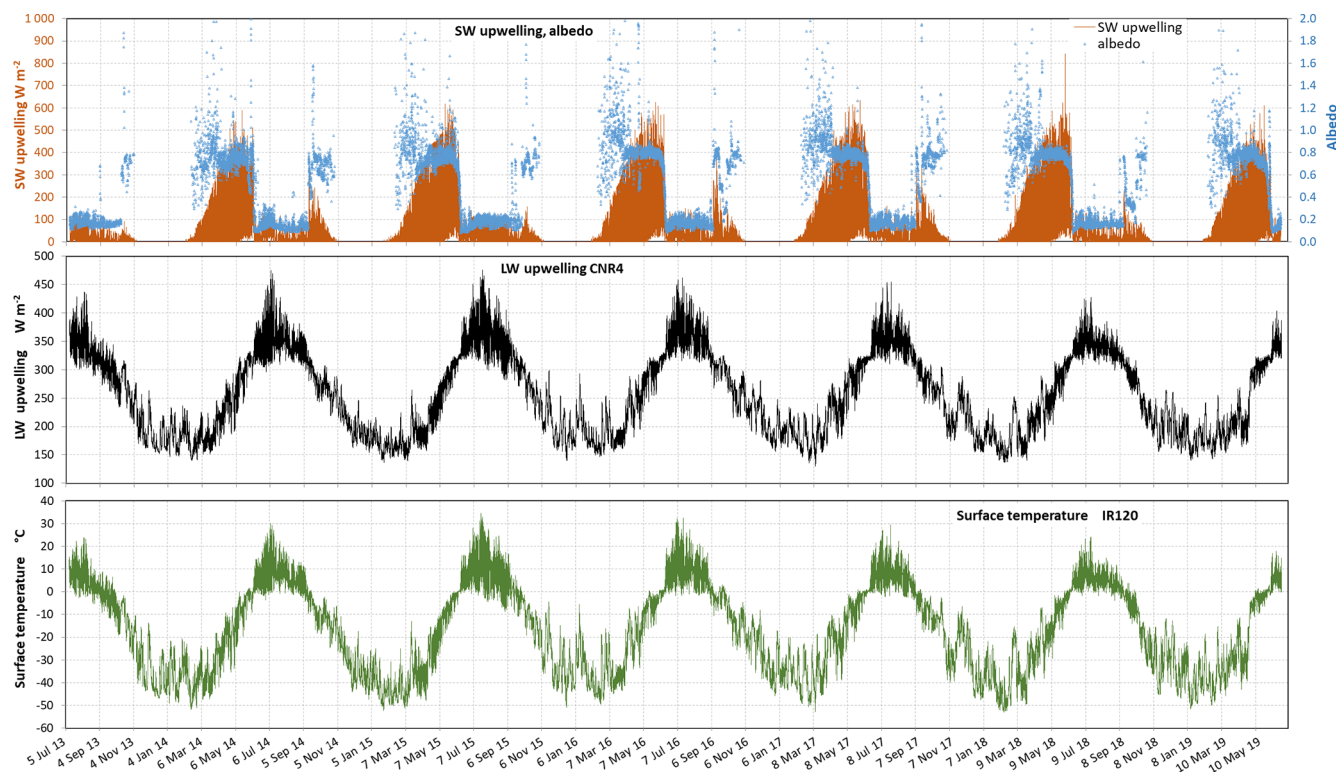 SW upwelling, albedo
SW upwelling
albedo
SW upwelling W m-2
1 000
900
800
700
600
500
400
300
200
100
0
2.0
1.8
1.6
1.4
1.2
1.0
0.8
0.6
0.4
0.2
0.0
Albedo
LW upwelling CNR4
LW upwelling W m-2
500
450
400
350
300
250
200
150
100
Surface temperature IR120
Surface temperature °C
40
30
20
10
0
-10
-20
-30
-40
-50
-60
5 Jul 13
4 Sep 13
4 Nov 13
4 Jan 14
6 Mar 14
6 May 14
6 Jul 14
5 Sep 14
5 Nov 14
5 Jan 15
7 Mar 15
7 May 15
7 Jul 15
6 Sep 15
6 Nov 15
6 Jan 16
7 Mar 16
7 May 16
7 Jul 16
6 Sep 16
6 Nov 16
6 Jan 17
8 Mar 17
8 May 17
8 Jul 17
7 Sep 17
7 Nov 17
7 Jan 18
9 Mar 18
9 May 18
9 Jul 18
8 Sep 18
8 Nov 18
8 Jan 19
10 Mar 19
10 May 19